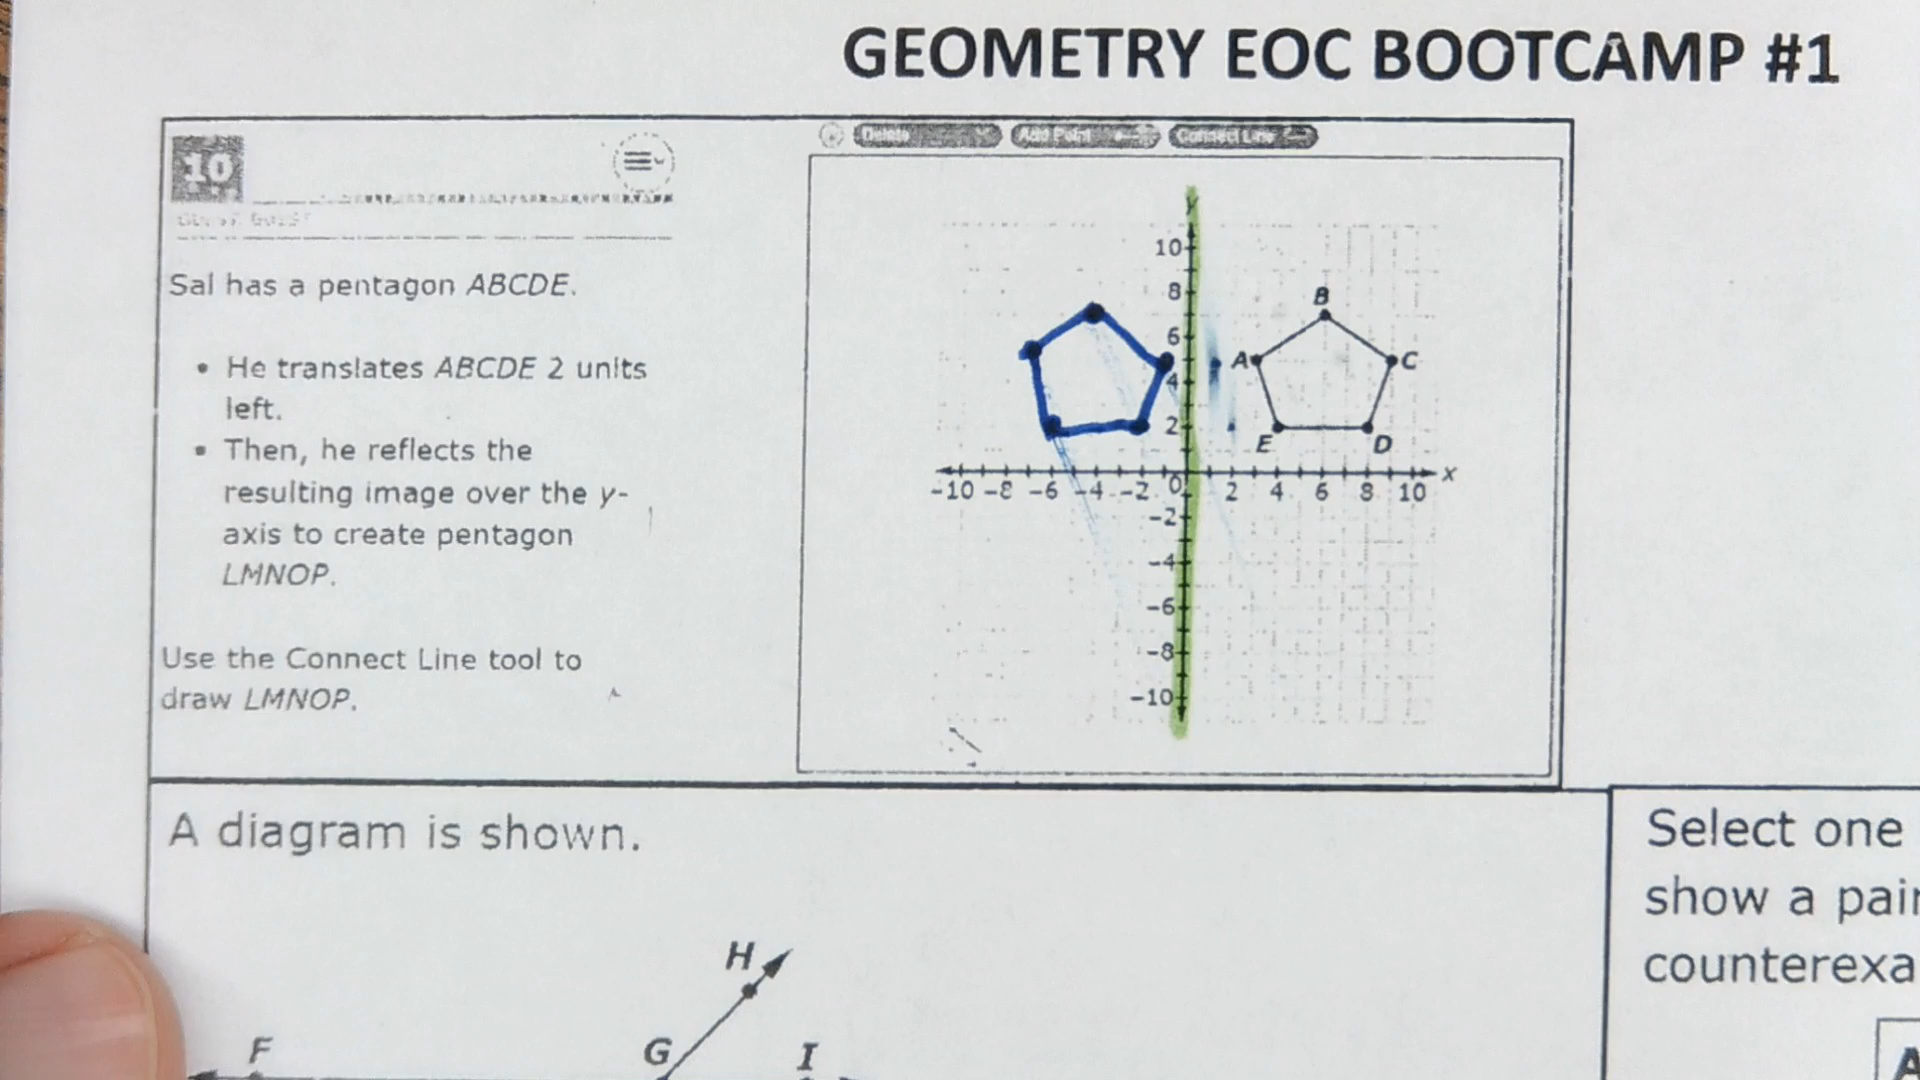 GEOMETRY EOC BOOTCAMP #1
10
Delete
Add Point
Connect Line
Sal has a pentagon ABCDE.
• He translates ABCDE 2 units
left.
• Then, he reflects the
resulting image over the y-
axis to create pentagon
LMNOP.
Use the Connect Line tool to
draw LMNOP.
y
10
8
B
6
A
C
4
2
E
D
-10 -8 -6 -4 -2 0 2 4 6 8 10 x
-2
-4
-6
-8
-10
A diagram is shown.
H
F
G
I
Select one
show a pair
counterexa
A